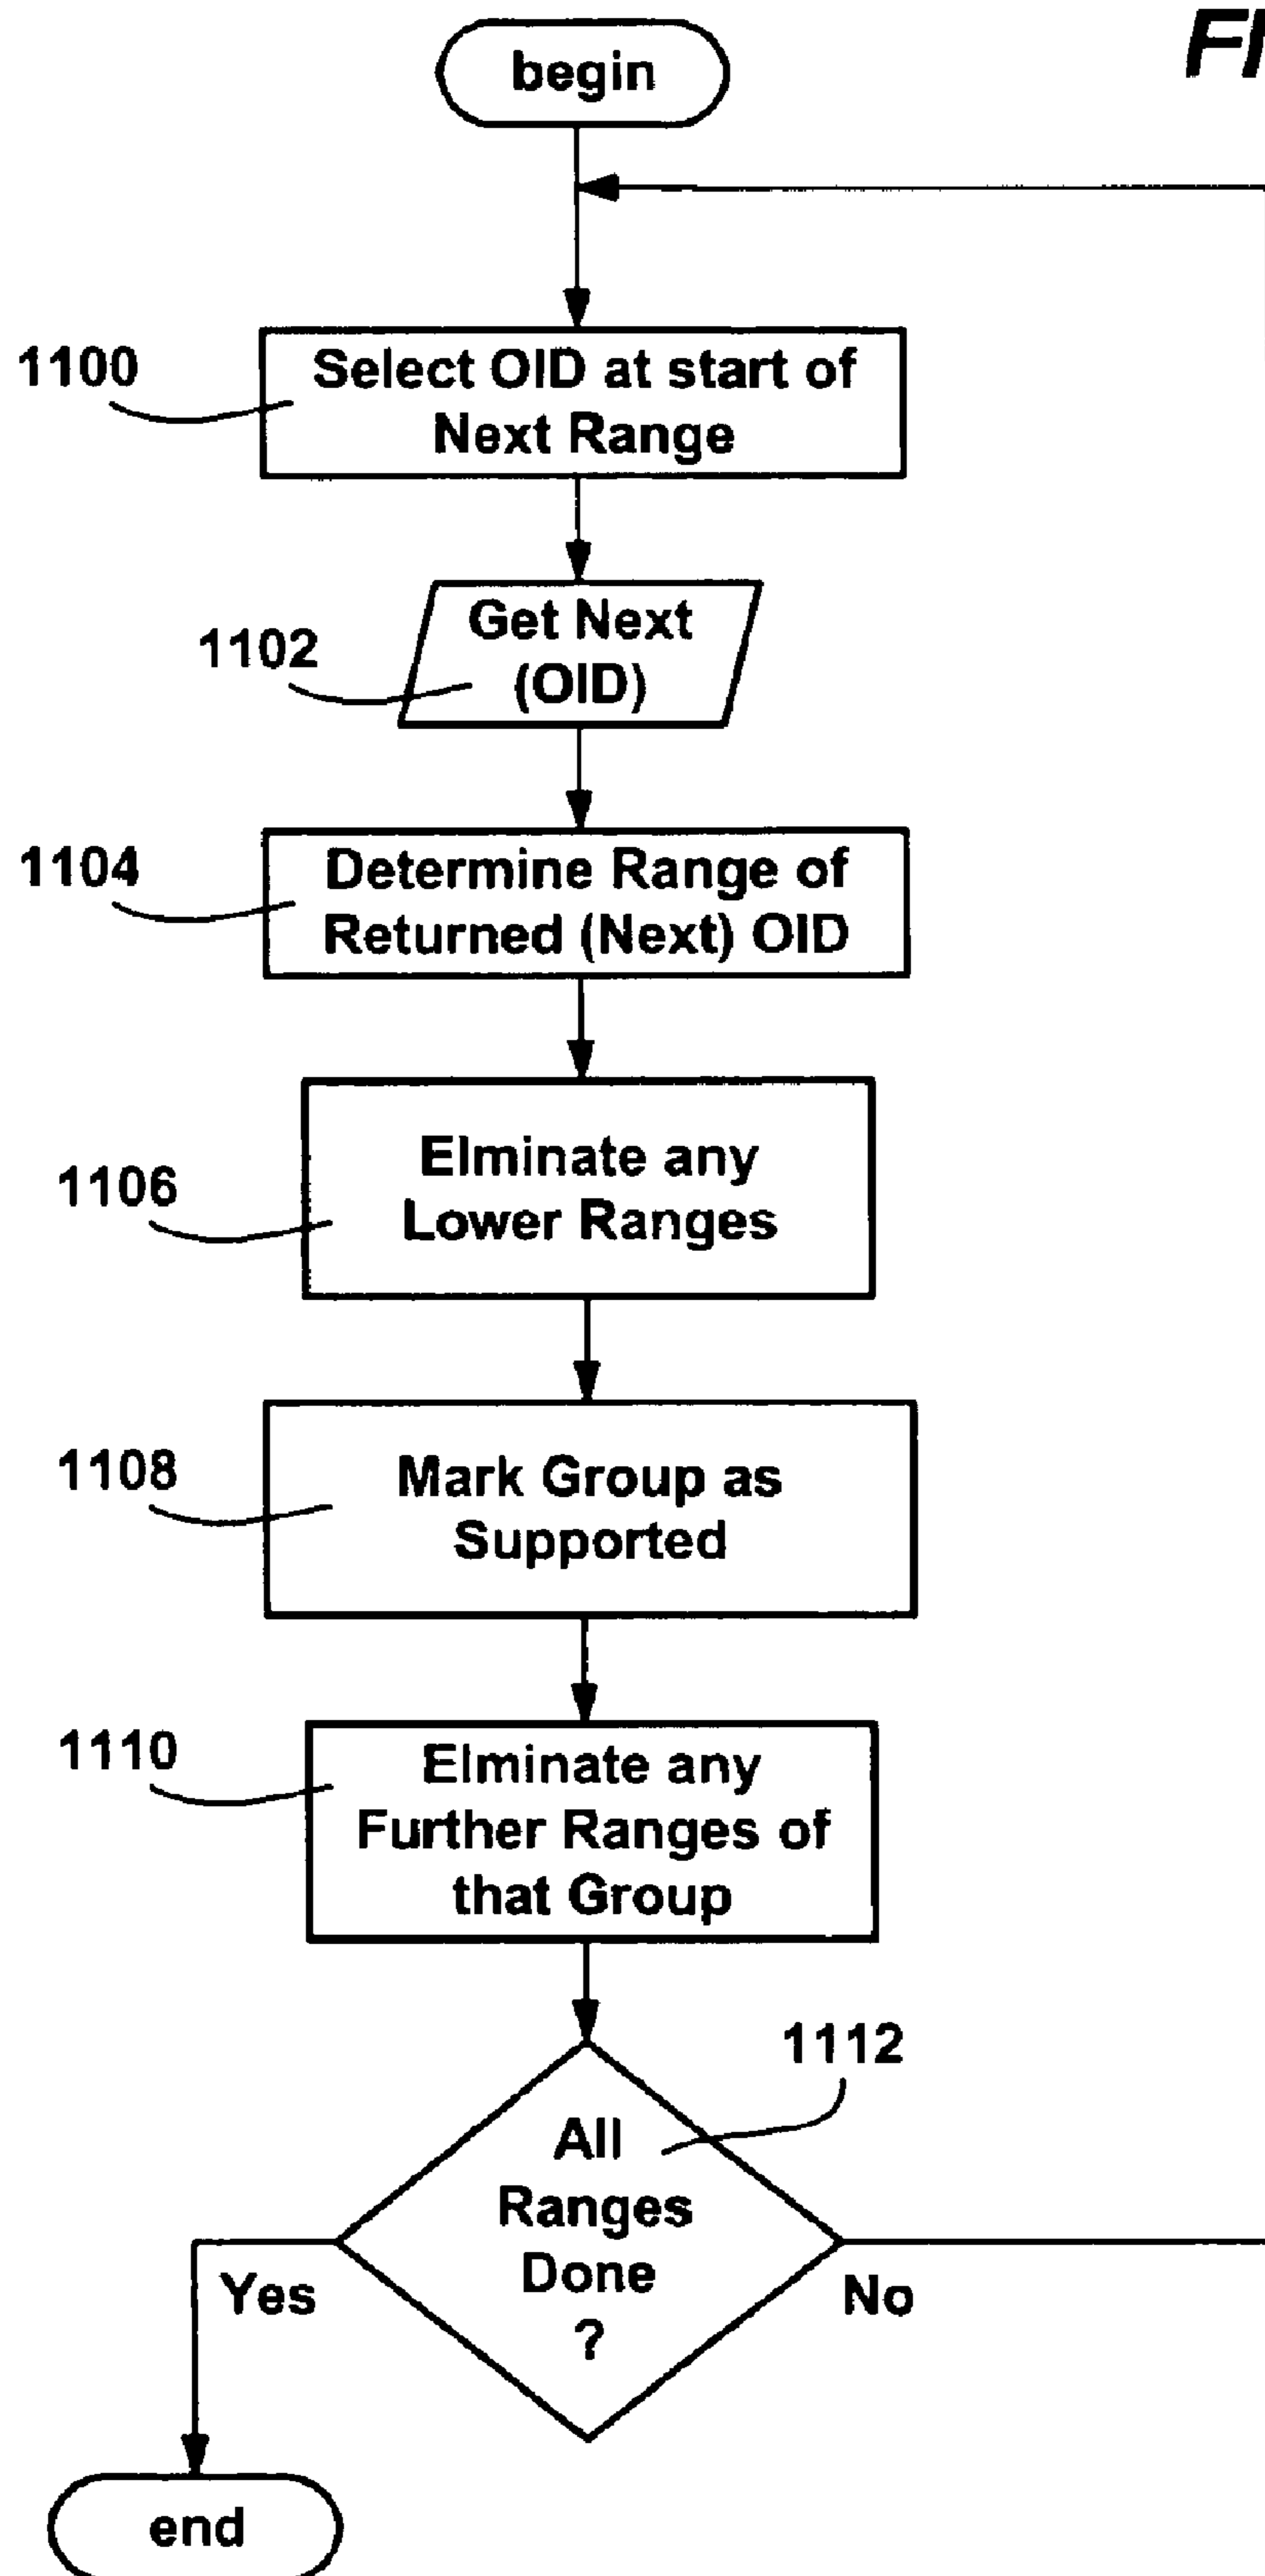 FI
begin
1100
Select OID at start of
Next Range
1102
Get Next
(OID)
1104
Determine Range of
Returned (Next) OID
1106
Elminate any
Lower Ranges
1108
Mark Group as
Supported
1110
Elminate any
Further Ranges of
that Group
1112
All
Ranges
Done
?
Yes
No
end